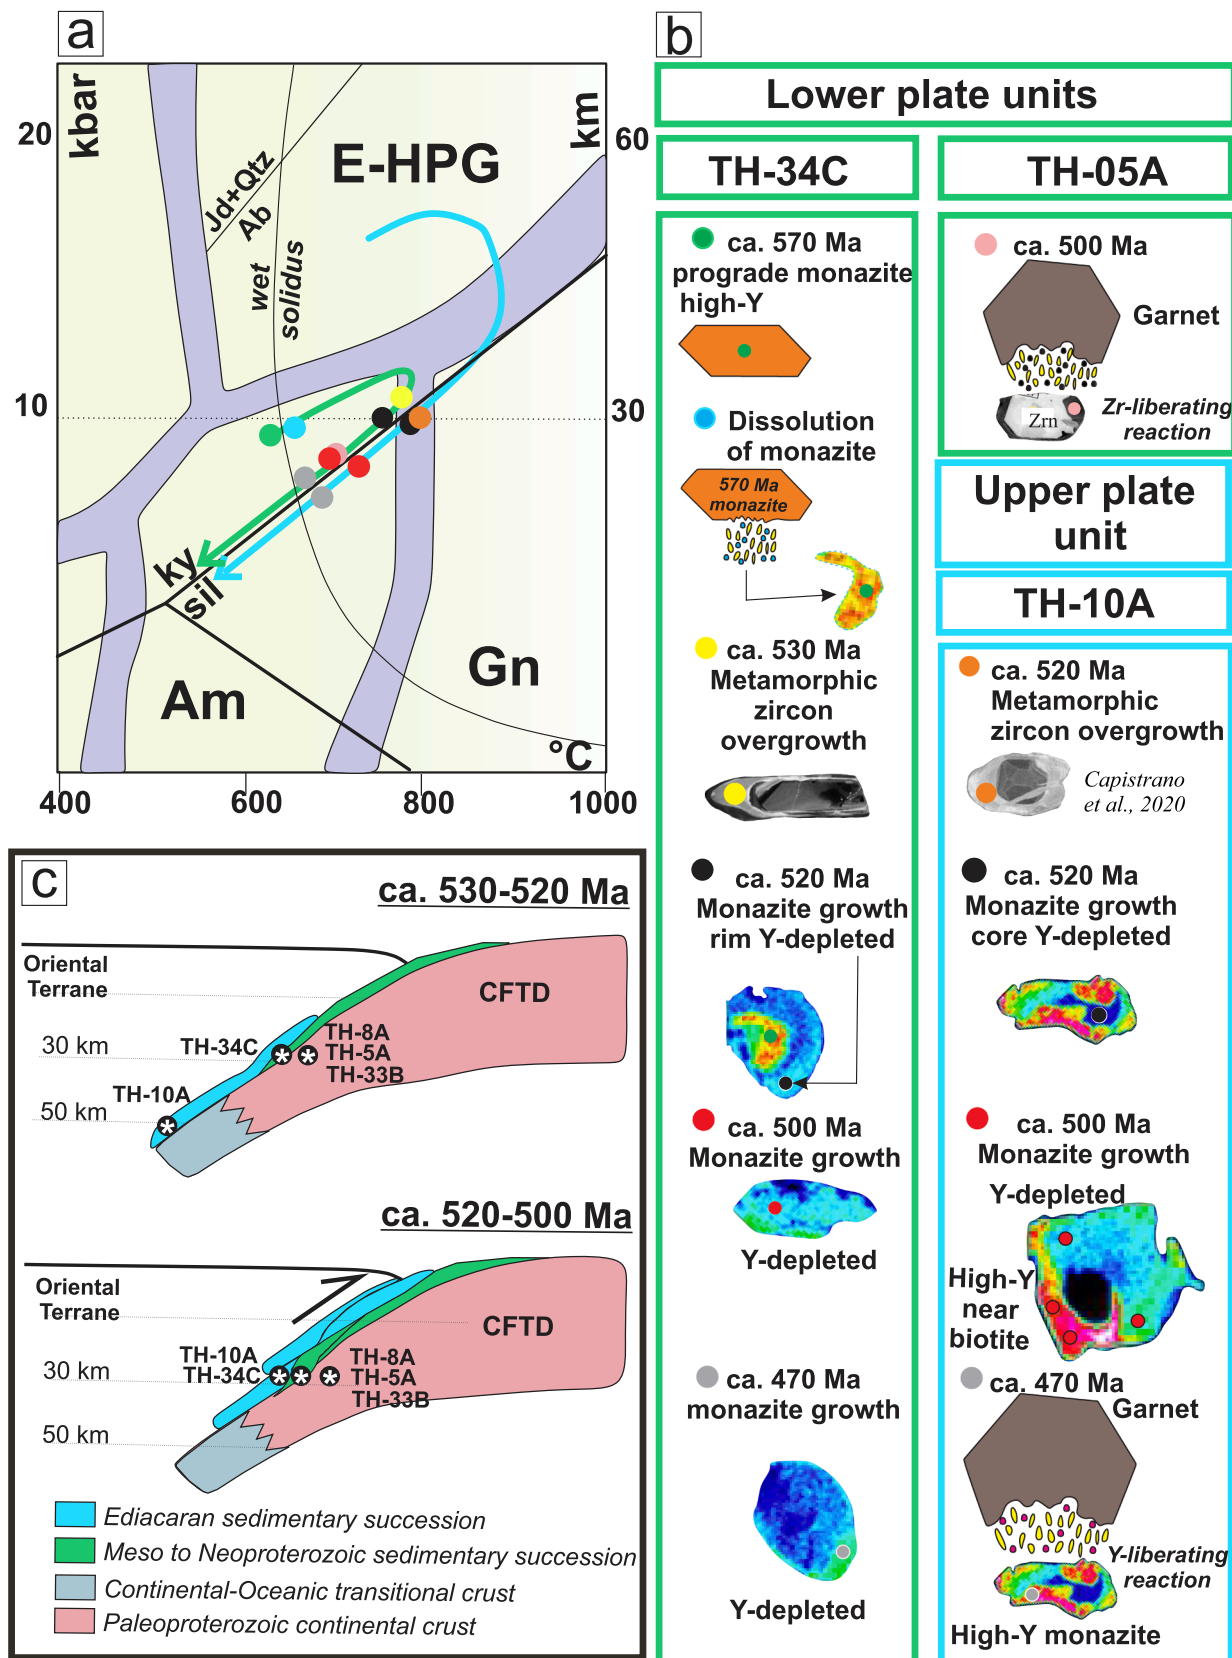 a
kbar
km
20
60
E-HPG
Jd+Qtz
Ab
wet
solidus
10
30
ky
sil
Am
Gn
°C
400
600
800
1000
b
Lower plate units
TH-34C
ca. 570 Ma
prograde monazite
high-Y
Dissolution
of monazite
570 Ma
monazite
ca. 530 Ma
Metamorphic
zircon
overgrowth
ca. 520 Ma
Monazite growth
rim Y-depleted
ca. 500 Ma
Monazite growth
Y-depleted
ca. 470 Ma
monazite growth
Y-depleted
TH-05A
ca. 500 Ma
Garnet
Zrn
Zr-liberating
reaction
Upper plate
unit
TH-10A
ca. 520 Ma
Metamorphic
zircon overgrowth
Capistrano
et al., 2020
ca. 520 Ma
Monazite growth
core Y-depleted
ca. 500 Ma
Monazite growth
Y-depleted
High-Y
near
biotite
ca. 470 Ma
Garnet
Y-liberating
reaction
High-Y monazite
c
ca. 530-520 Ma
Oriental
Terrane
CFTD
30 km
TH-34C
TH-8A
TH-5A
TH-33B
TH-10A
50 km
ca. 520-500 Ma
Oriental
Terrane
CFTD
TH-10A
TH-34C
30 km
TH-8A
TH-5A
TH-33B
50 km
Ediacaran sedimentary succession
Meso to Neoproterozoic sedimentary succession
Continental-Oceanic transitional crust
Paleoproterozoic continental crust